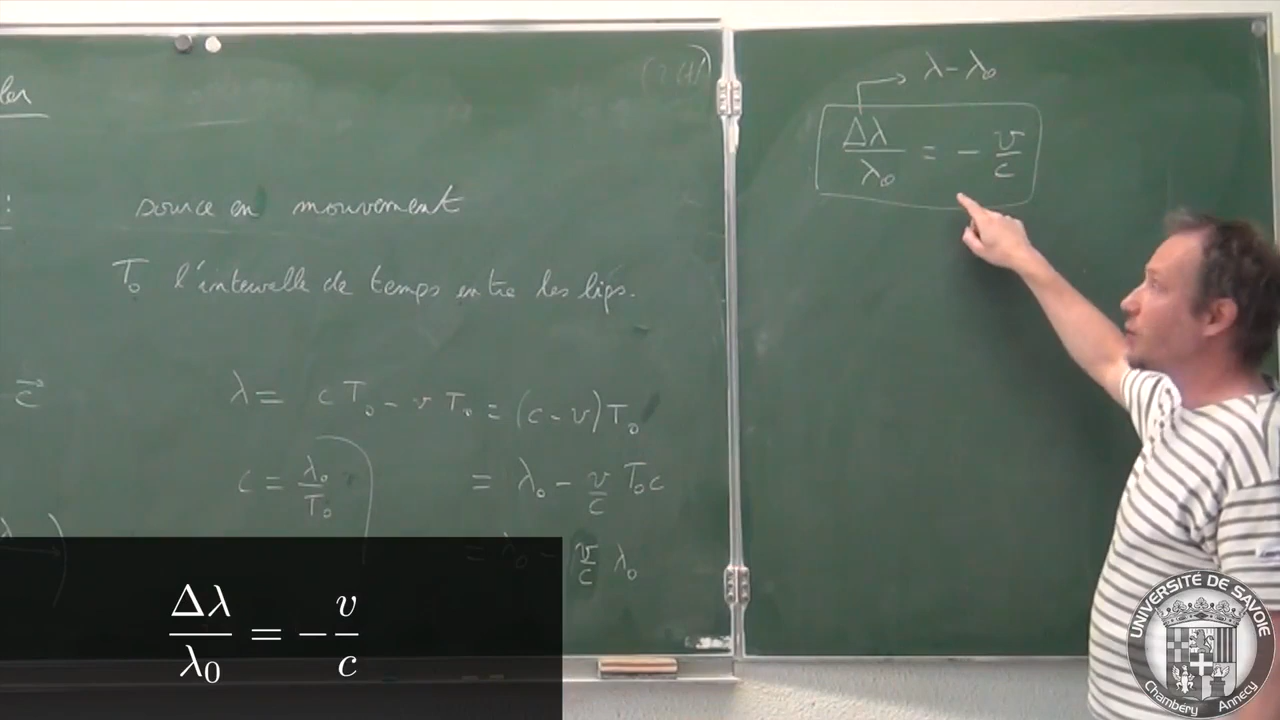 : source en mouvement
T₀ l'intervalle de temps entre les bips.
c⃗
λ = cT₀ - vT₀ = (c - v)T₀
c = λ₀/T₀
= λ₀ - v/c T₀c
= λ₀ - v/c λ₀
λ - λ₀
Δλ/λ₀ = - v/c
Δλ/λ₀ = -v/c
UNIVERSITÉ DE SAVOIE
Chambéry Annecy